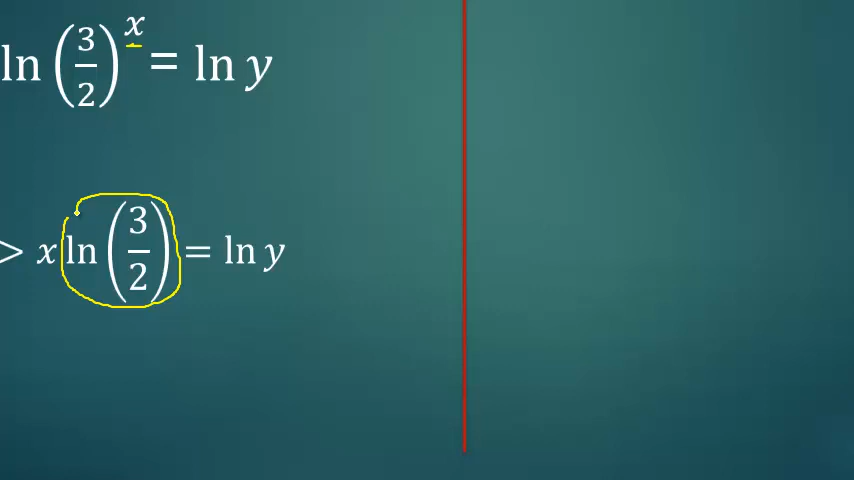 ln (3/2)^x = ln y
> x ln (3/2) = ln y